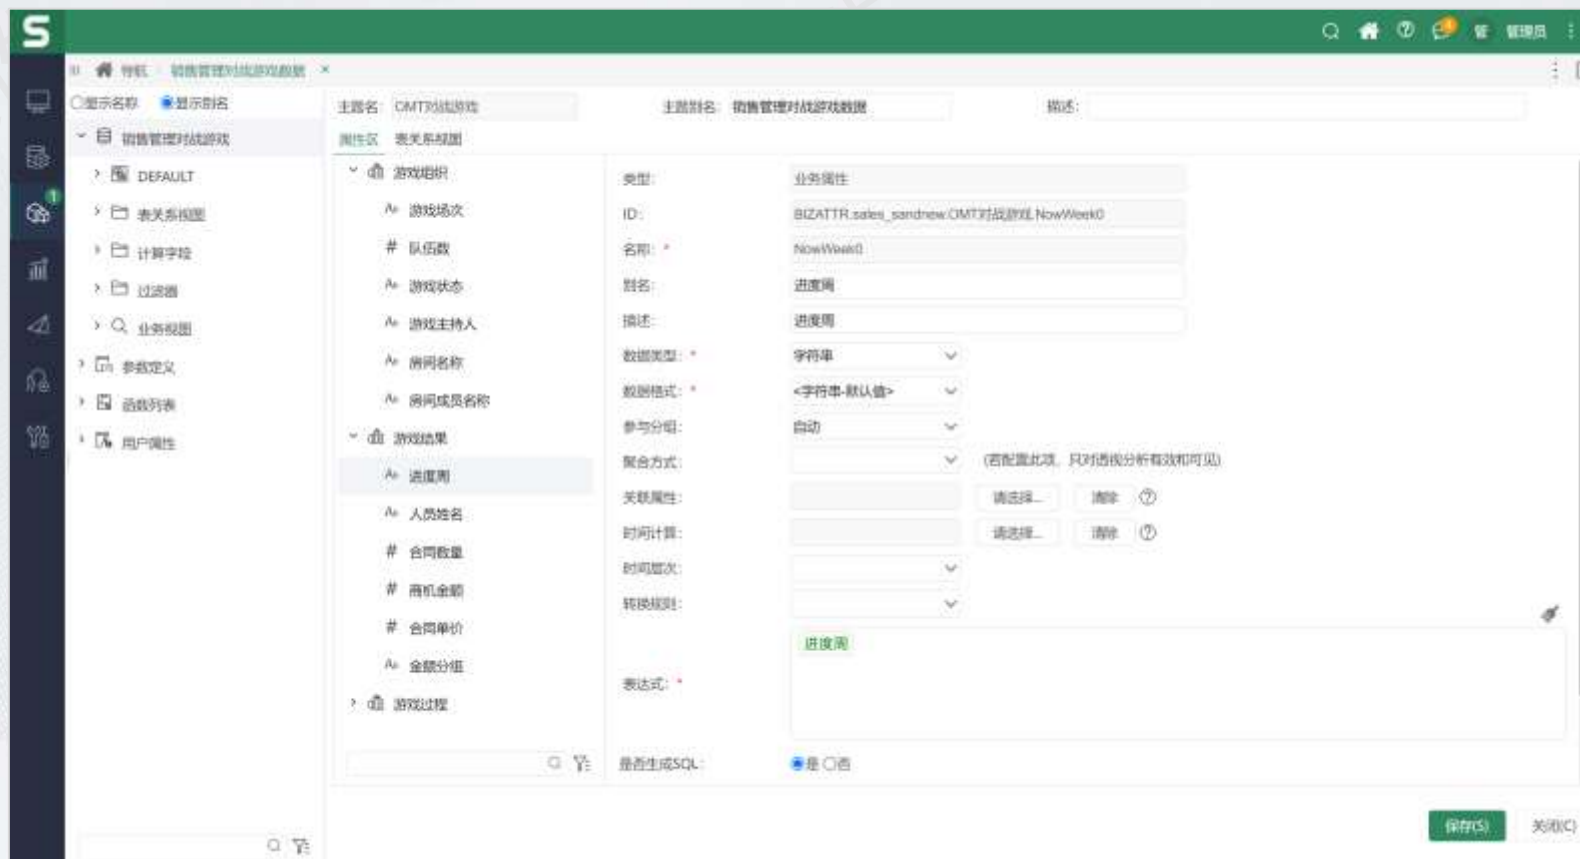 S
管 管理员
导航 销售管理对战游戏数据 ×
显示名称 显示别名
主题名: OMT对战游戏 主题别名: 销售管理对战游戏数据 描述:
销售管理对战游戏
DEFAULT
表关系视图
计算字段
过滤器
业务视图
参数定义
函数列表
用户属性
属性区 表关系视图
游戏组织
游戏场次
# 队伍数
游戏状态
游戏主持人
房间名称
房间成员名称
游戏结果
进度周
人员姓名
# 合同数量
# 商机金额
# 合同单价
金额分组
游戏过程
类型: 业务属性
ID: BIZATTR.sales_sandnew.OMT对战游戏.NowWeek0
名称: * NowWeek0
别名: 进度周
描述: 进度周
数据类型: * 字符串
数据格式: * <字符串-默认值>
参与分组: 自动
聚合方式: (若配置此项,只对透视分析有效和可见)
关联属性: 请选择... 清除
时间计算: 请选择... 清除
时间层次:
转换规则:
表达式: * 进度周
是否生成SQL: 是 否
保存(S) 关闭(C)